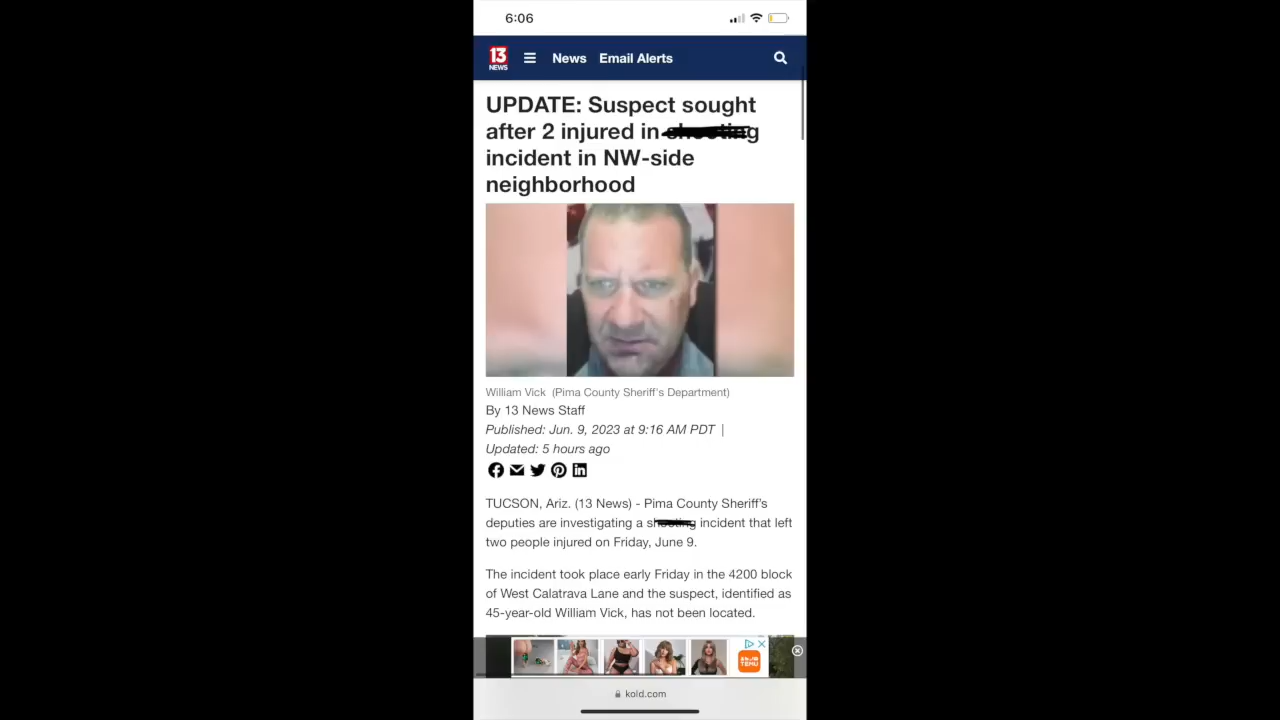 6:06
13
NEWS
News Email Alerts
UPDATE: Suspect sought
after 2 injured in shooting
incident in NW-side
neighborhood
William Vick (Pima County Sheriff's Department)
By 13 News Staff
Published: Jun. 9, 2023 at 9:16 AM PDT |
Updated: 5 hours ago
TUCSON, Ariz. (13 News) - Pima County Sheriff's
deputies are investigating a shooting incident that left
two people injured on Friday, June 9.
The incident took place early Friday in the 4200 block
of West Calatrava Lane and the suspect, identified as
45-year-old William Vick, has not been located.
TEMU
kold.com